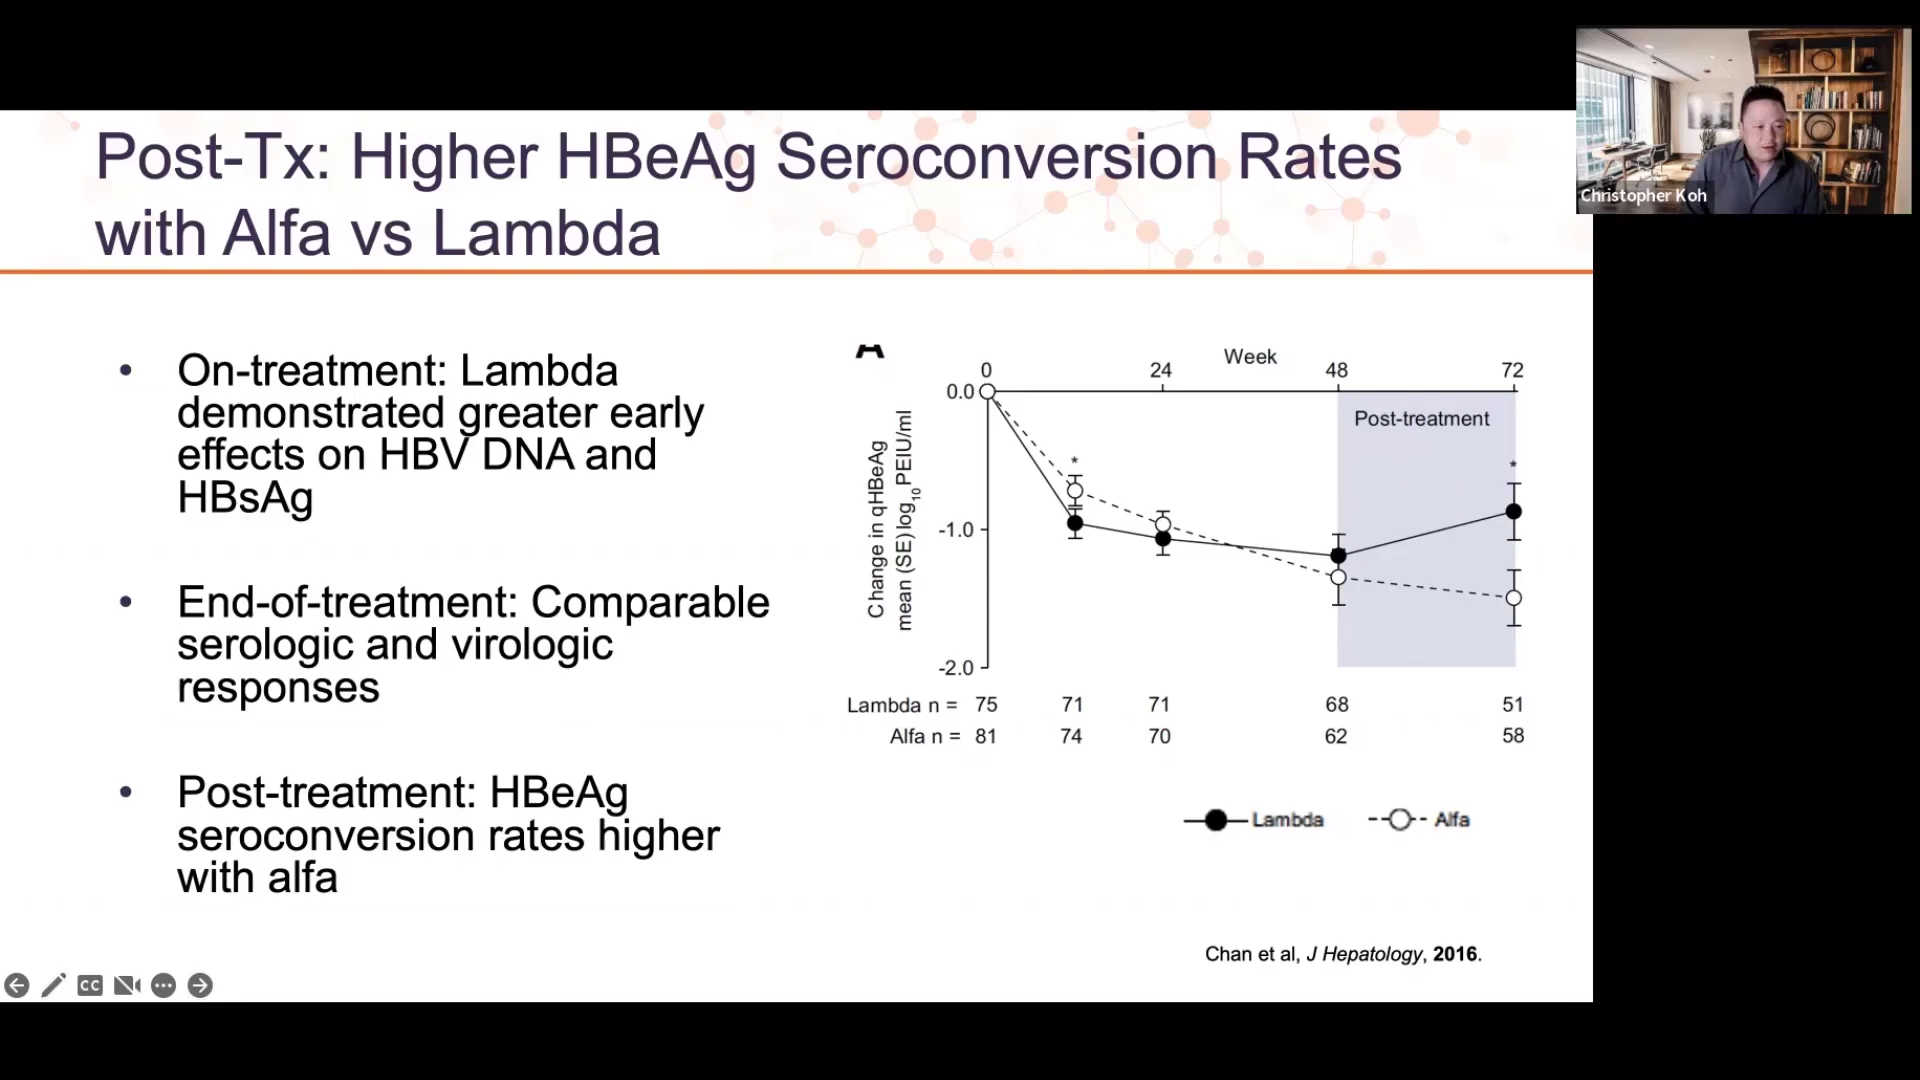 Post-Tx: Higher HBeAg Seroconversion Rates
with Alfa vs Lambda
Christopher Koh
• On-treatment: Lambda
demonstrated greater early
effects on HBV DNA and
HBsAg
• End-of-treatment: Comparable
serologic and virologic
responses
• Post-treatment: HBeAg
seroconversion rates higher
with alfa
Week
0 24 48 72
0.0
-1.0
-2.0
Change in qHBeAg
mean (SE) log10 PEIU/ml
Post-treatment
*
*
Lambda n = 75 71 71 68 51
Alfa n = 81 74 70 62 58
Lambda Alfa
Chan et al, J Hepatology, 2016.
CC